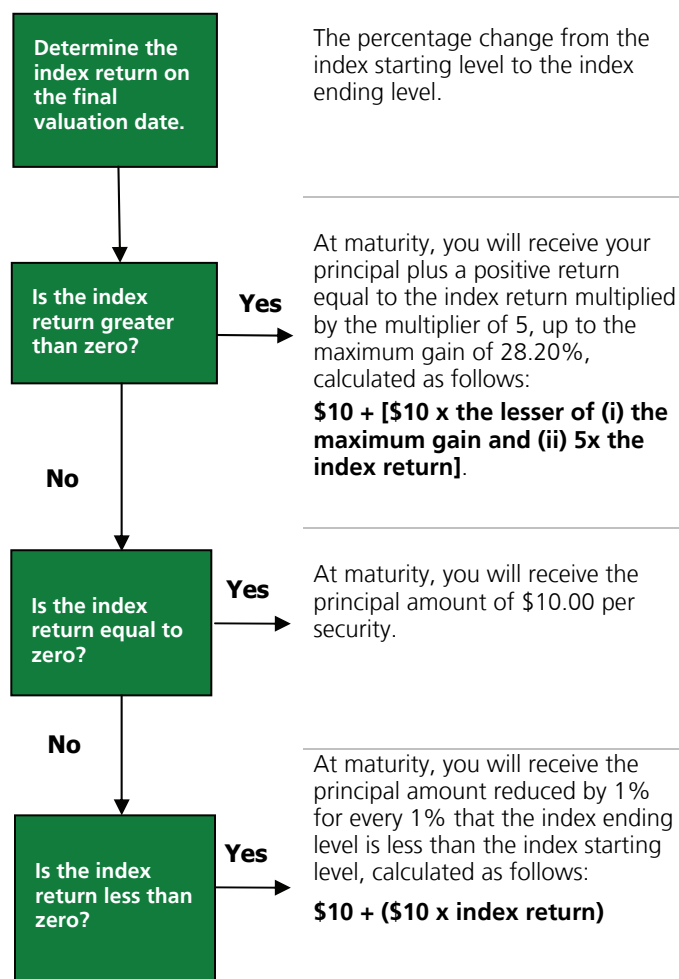 Determine the
index return on
the final
valuation date.
The percentage change from the
index starting level to the index
ending level.
Is the index
return greater
than zero?
Yes
At maturity, you will receive your
principal plus a positive return
equal to the index return multiplied
by the multiplier of 5, up to the
maximum gain of 28.20%,
calculated as follows:
$10 + [$10 x the lesser of (i) the
maximum gain and (ii) 5x the
index return].
No
Is the index
return equal to
zero?
Yes
At maturity, you will receive the
principal amount of $10.00 per
security.
No
Is the index
return less than
zero?
Yes
At maturity, you will receive the
principal amount reduced by 1%
for every 1% that the index ending
level is less than the index starting
level, calculated as follows:
$10 + ($10 x index return)